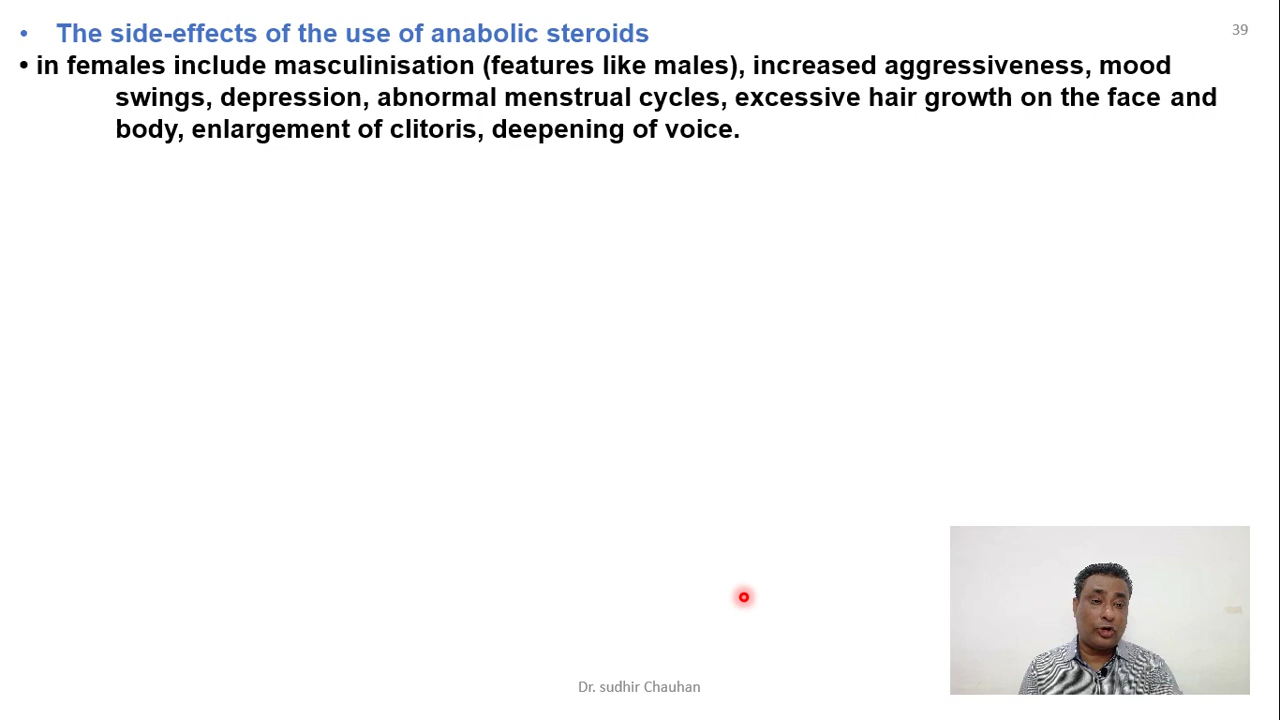 • The side-effects of the use of anabolic steroids
39
• in females include masculinisation (features like males), increased aggressiveness, mood
swings, depression, abnormal menstrual cycles, excessive hair growth on the face and
body, enlargement of clitoris, deepening of voice.
Dr. sudhir Chauhan